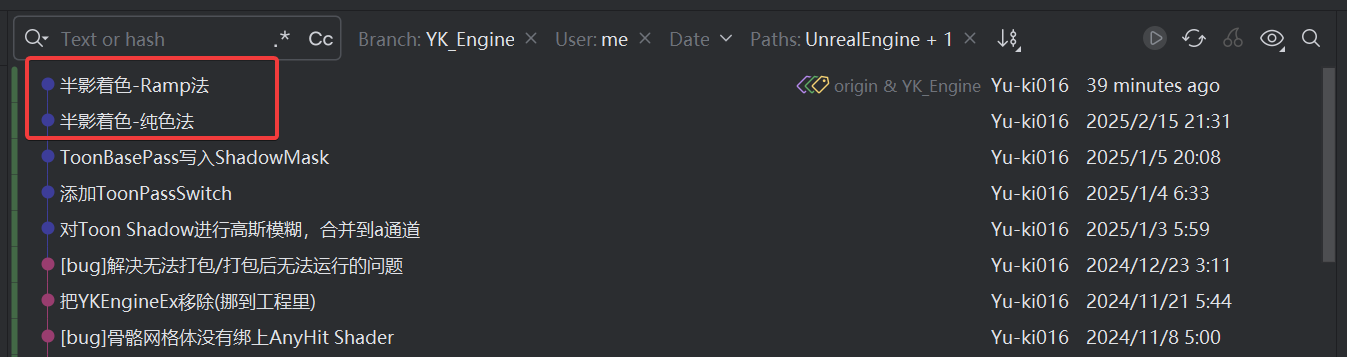 Text or hash .* Cc Branch: YK_Engine User: me Date Paths: UnrealEngine + 1
半影着色-Ramp法 origin & YK_Engine Yu-ki016 39 minutes ago
半影着色-纯色法 Yu-ki016 2025/2/15 21:31
ToonBasePass写入ShadowMask Yu-ki016 2025/1/5 20:08
添加ToonPassSwitch Yu-ki016 2025/1/4 6:33
对Toon Shadow进行高斯模糊，合并到a通道 Yu-ki016 2025/1/3 5:59
[bug]解决无法打包/打包后无法运行的问题 Yu-ki016 2024/12/23 3:11
把YKEngineEx移除(挪到工程里) Yu-ki016 2024/11/21 5:44
[bug]骨骼网格体没有绑上AnyHit Shader Yu-ki016 2024/11/8 5:00